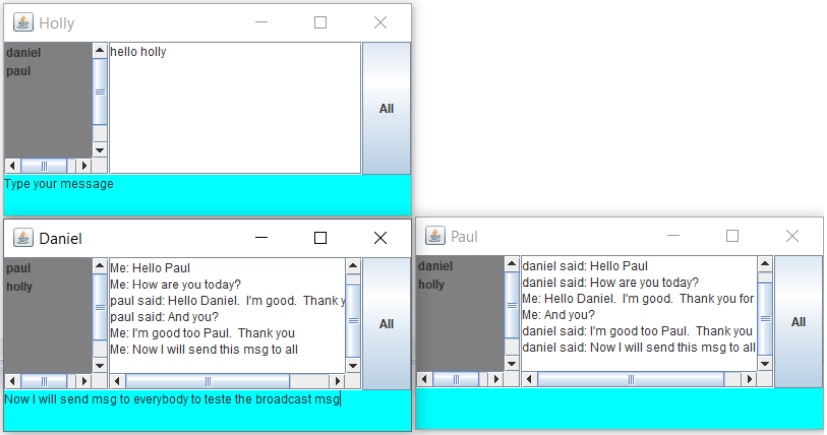 Holly
daniel
paul
hello holly
All
Type your message
Daniel
paul
holly
Me: Hello Paul
Me: How are you today?
paul said: Hello Daniel.  I'm good.  Thank y
paul said: And you?
Me: I'm good too Paul.  Thank you
Me: Now I will send this msg to all
All
Now I will send msg to everybody to teste the broadcast msg
Paul
daniel
holly
daniel said: Hello Paul
daniel said: How are you today?
Me: Hello Daniel.  I'm good.  Thank you for
Me: And you?
daniel said: I'm good too Paul.  Thank you
daniel said: Now I will send this msg to all
All